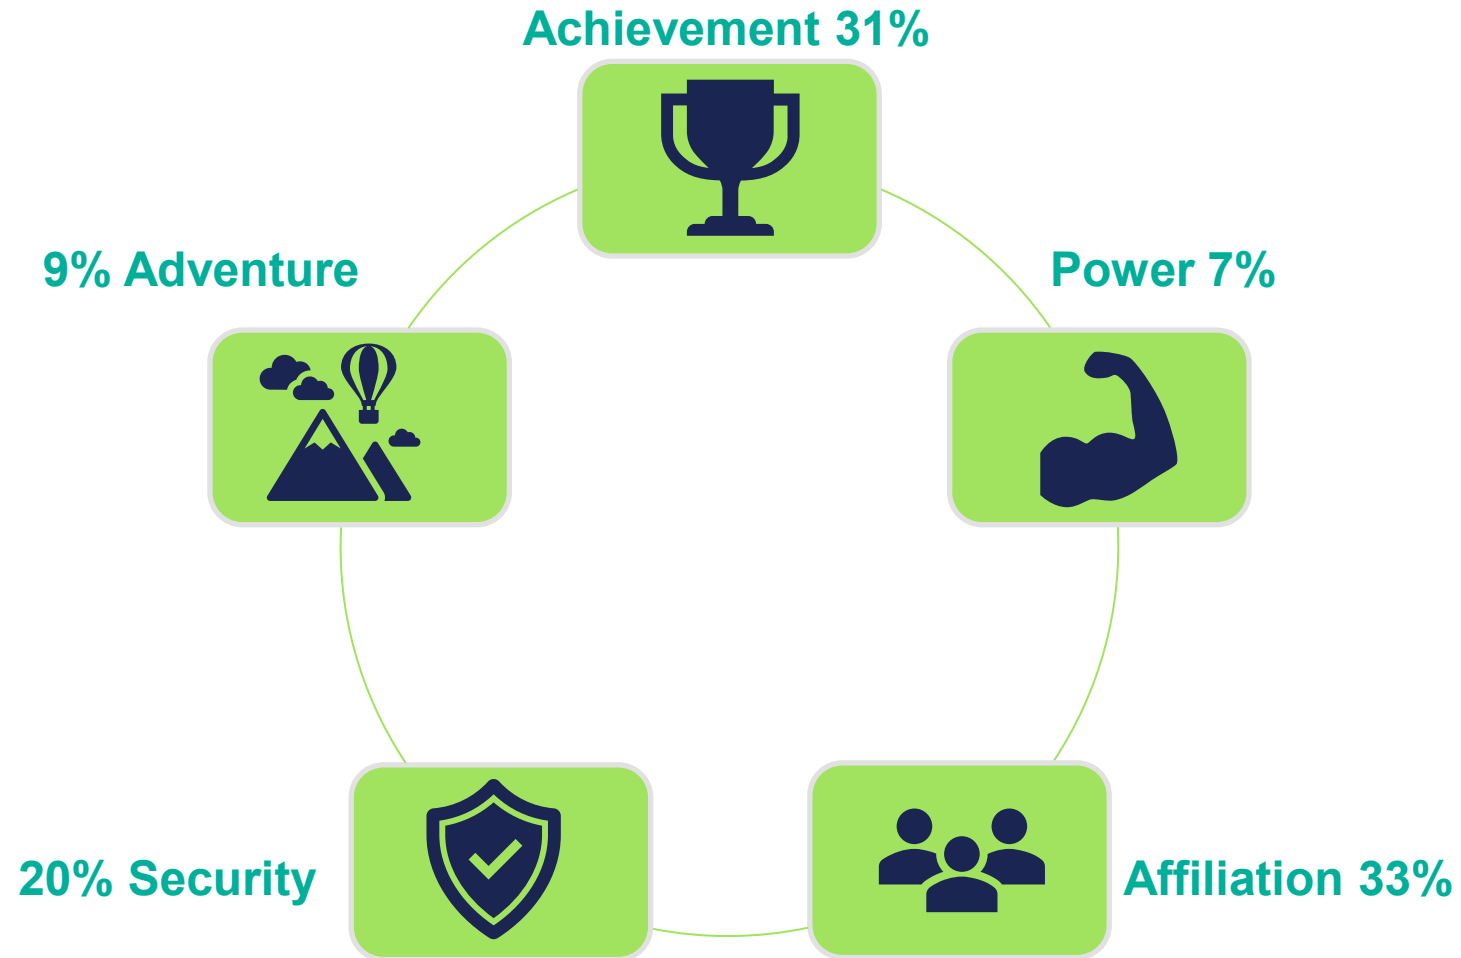 Achievement 31%
9% Adventure
Power 7%
20% Security
Affiliation 33%